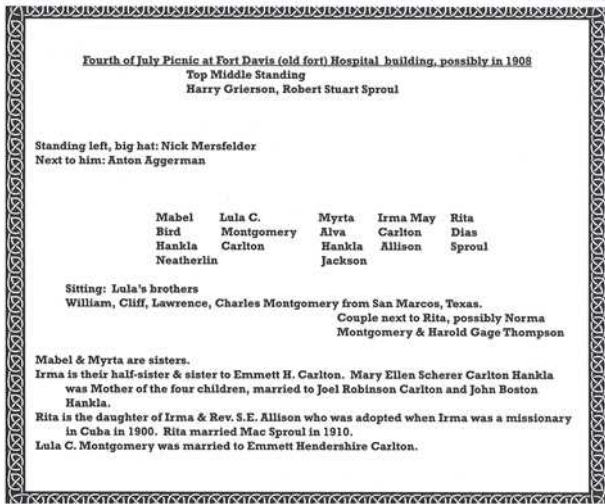 Fourth of July Picnic at Fort Davis (old fort) Hospital building, possibly in 1908
Top Middle Standing
Harry Grierson, Robert Stuart Sproul
Standing left, big hat: Nick Mersfelder
Next to him: Anton Aggerman
Mabel Lula C. Myrta Irma May Rita
Bird Montgomery Alva Carlton Dias
Hankla Carlton Hankla Allison Sproul
Neatherlin Jackson
Sitting: Lula's brothers
William, Cliff, Lawrence, Charles Montgomery from San Marcos, Texas.
Couple next to Rita, possibly Norma
Montgomery & Harold Gage Thompson
Mabel & Myrta are sisters.
Irma is their half-sister & sister to Emmett H. Carlton. Mary Ellen Scherer Carlton Hankla
was Mother of the four children, married to Joel Robinson Carlton and John Boston
Hankla.
Rita is the daughter of Irma & Rev. S.E. Allison who was adopted when Irma was a missionary
in Cuba in 1900. Rita married Mac Sproul in 1910.
Lula C. Montgomery was married to Emmett Hendershire Carlton.